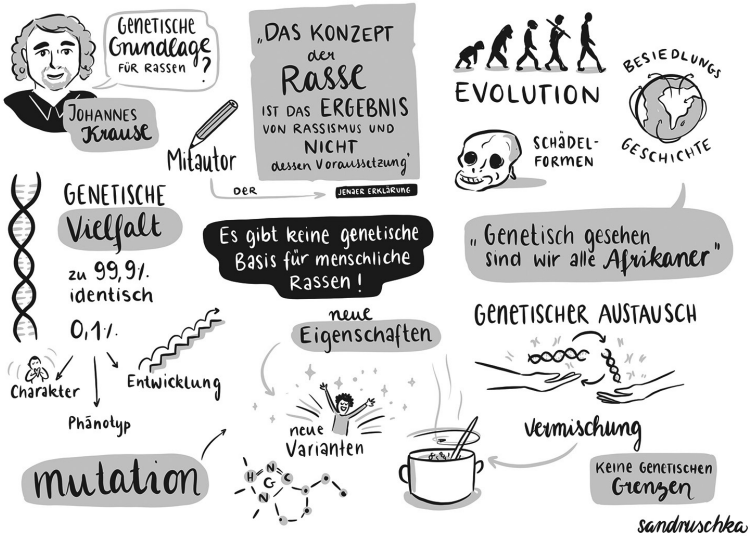 GENETISCHE
Grundlage
FÜR RASSEN ?
JOHANNES
Krause
Mitautor
DER
JENAER ERKLÄRUNG
„DAS KONZEPT
der
Rasse
IST DAS ERGEBNIS
VON RASSISMUS UND
NICHT
dessen Voraussetzung'
EVOLUTION
SCHÄDEL-
FORMEN
BESIEDLUNGS
GESCHICHTE
GENETISCHE
Vielfalt
zu 99,9%
identisch
0,1%
Charakter
Phänotyp
Entwicklung
Es gibt keine genetische
Basis für menschliche
Rassen!
„Genetisch gesehen
sind wir alle Afrikaner"
neue
Eigenschaften
neue
Varianten
mutation
H N C
G
N
GENETISCHER AUSTAUSCH
Vermischung
KEINE GENETISCHEN
Grenzen
sandruschka